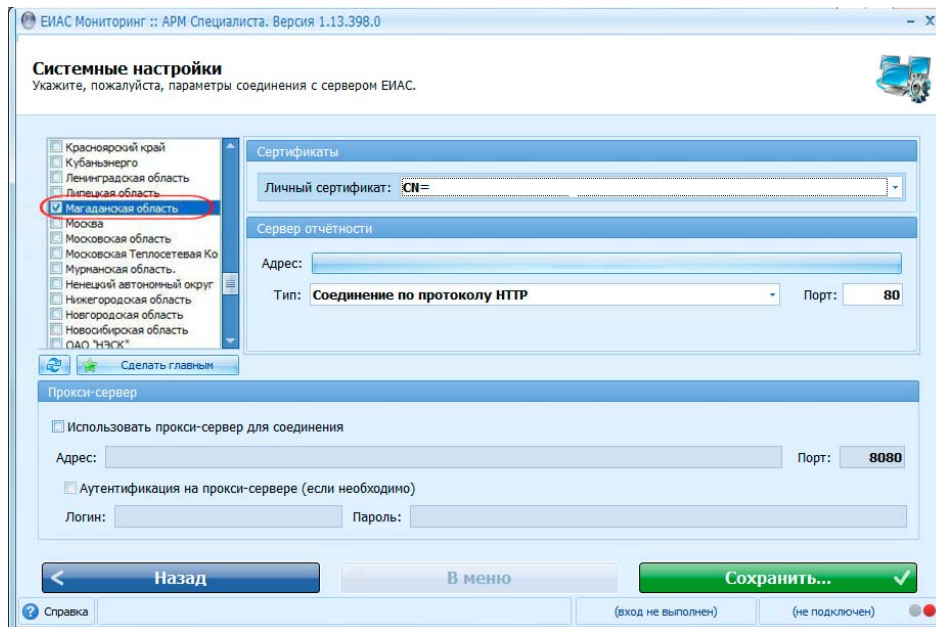 ЕИАС Мониторинг :: АРМ Специалиста. Версия 1.13.398.0
Системные настройки
Укажите, пожалуйста, параметры соединения с сервером ЕИАС.
Красноярский край
Кубаньэнерго
Ленинградская область
Липецкая область
Магаданская область
Москва
Московская область
Московская Теплосетевая Ко
Мурманская область.
Ненецкий автономный округ
Нижегородская область
Новгородская область
Новосибирская область
ОАО "НЭСК"
Сделать главным
Сертификаты
Личный сертификат: CN=
Сервер отчётности
Адрес:
Тип: Соединение по протоколу HTTP Порт: 80
Прокси-сервер
Использовать прокси-сервер для соединения
Адрес: Порт: 8080
Аутентификация на прокси-сервере (если необходимо)
Логин: Пароль:
Назад В меню Сохранить...
Справка (вход не выполнен) (не подключен)